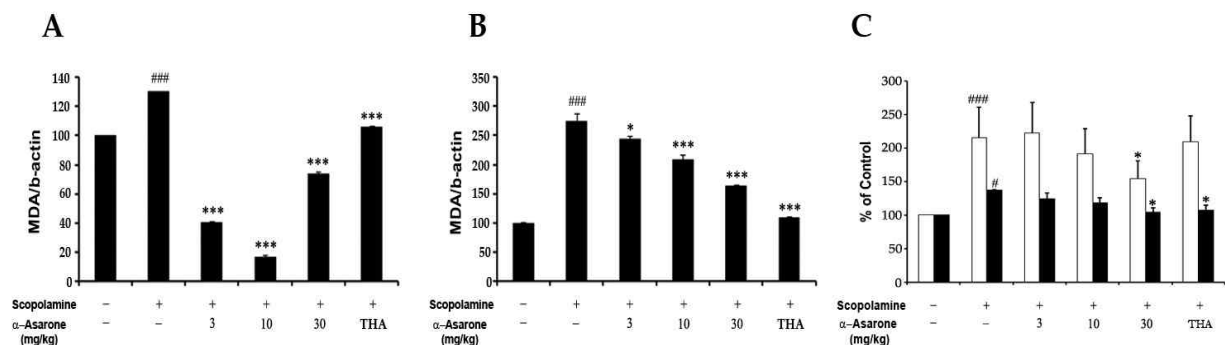 A
MDA/b-actin
140
120
100
80
60
40
20
0
###
***
***
***
***
Scopolamine – + + + + +
α–Asarone – – 3 10 30 THA
(mg/kg)
B
MDA/b-actin
350
300
250
200
150
100
50
0
###
*
***
***
***
Scopolamine – + + + + +
α–Asarone – – 3 10 30 THA
(mg/kg)
C
% of Control
300
250
200
150
100
50
0
###
#
*
*
*
Scopolamine – + + + + +
α–Asarone – – 3 10 30 THA
(mg/kg)